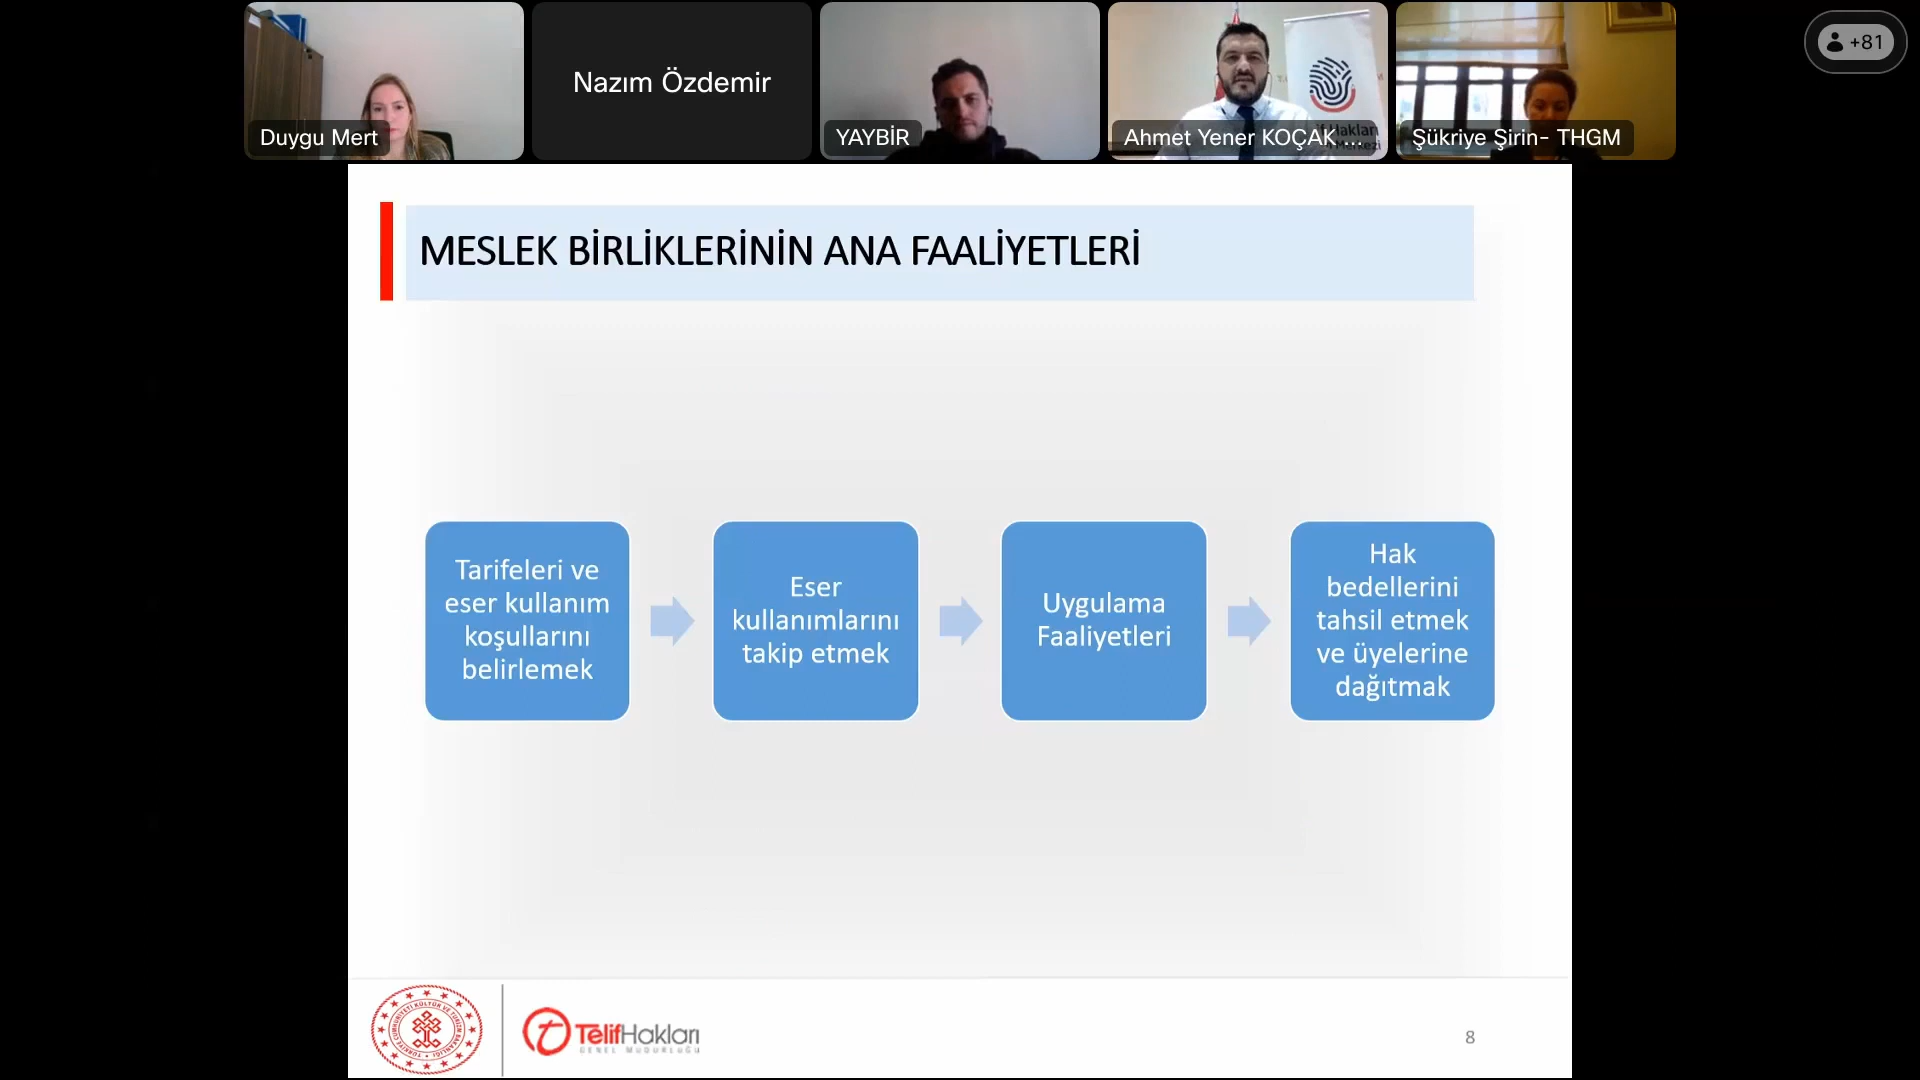 Nazım Özdemir
+81
Duygu Mert
YAYBİR
Ahmet Yener KOÇAK ...
Şükriye Şirin- THGM
MESLEK BİRLİKLERİNİN ANA FAALİYETLERİ
Tarifeleri ve
eser kullanım
koşullarını
belirlemek
Eser
kullanımlarını
takip etmek
Uygulama
Faaliyetleri
Hak
bedellerini
tahsil etmek
ve üyelerine
dağıtmak
TelifHakları
GENEL MÜDÜRLÜĞÜ
8